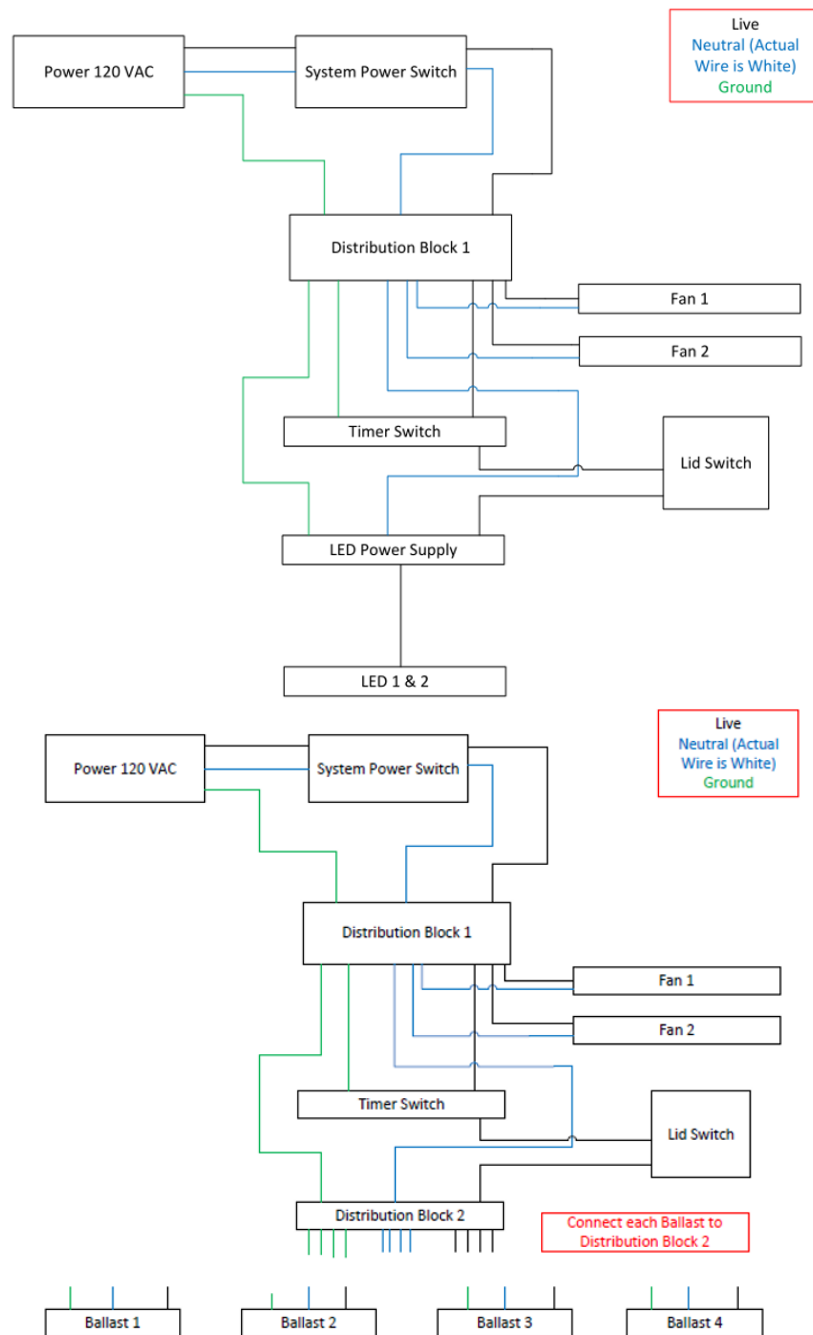 Live
Neutral (Actual
Wire is White)
Ground
Power 120 VAC
System Power Switch
Distribution Block 1
Fan 1
Fan 2
Timer Switch
Lid Switch
LED Power Supply
LED 1 & 2
Live
Neutral (Actual
Wire is White)
Ground
Power 120 VAC
System Power Switch
Distribution Block 1
Fan 1
Fan 2
Timer Switch
Lid Switch
Distribution Block 2
Connect each Ballast to
Distribution Block 2
Ballast 1
Ballast 2
Ballast 3
Ballast 4